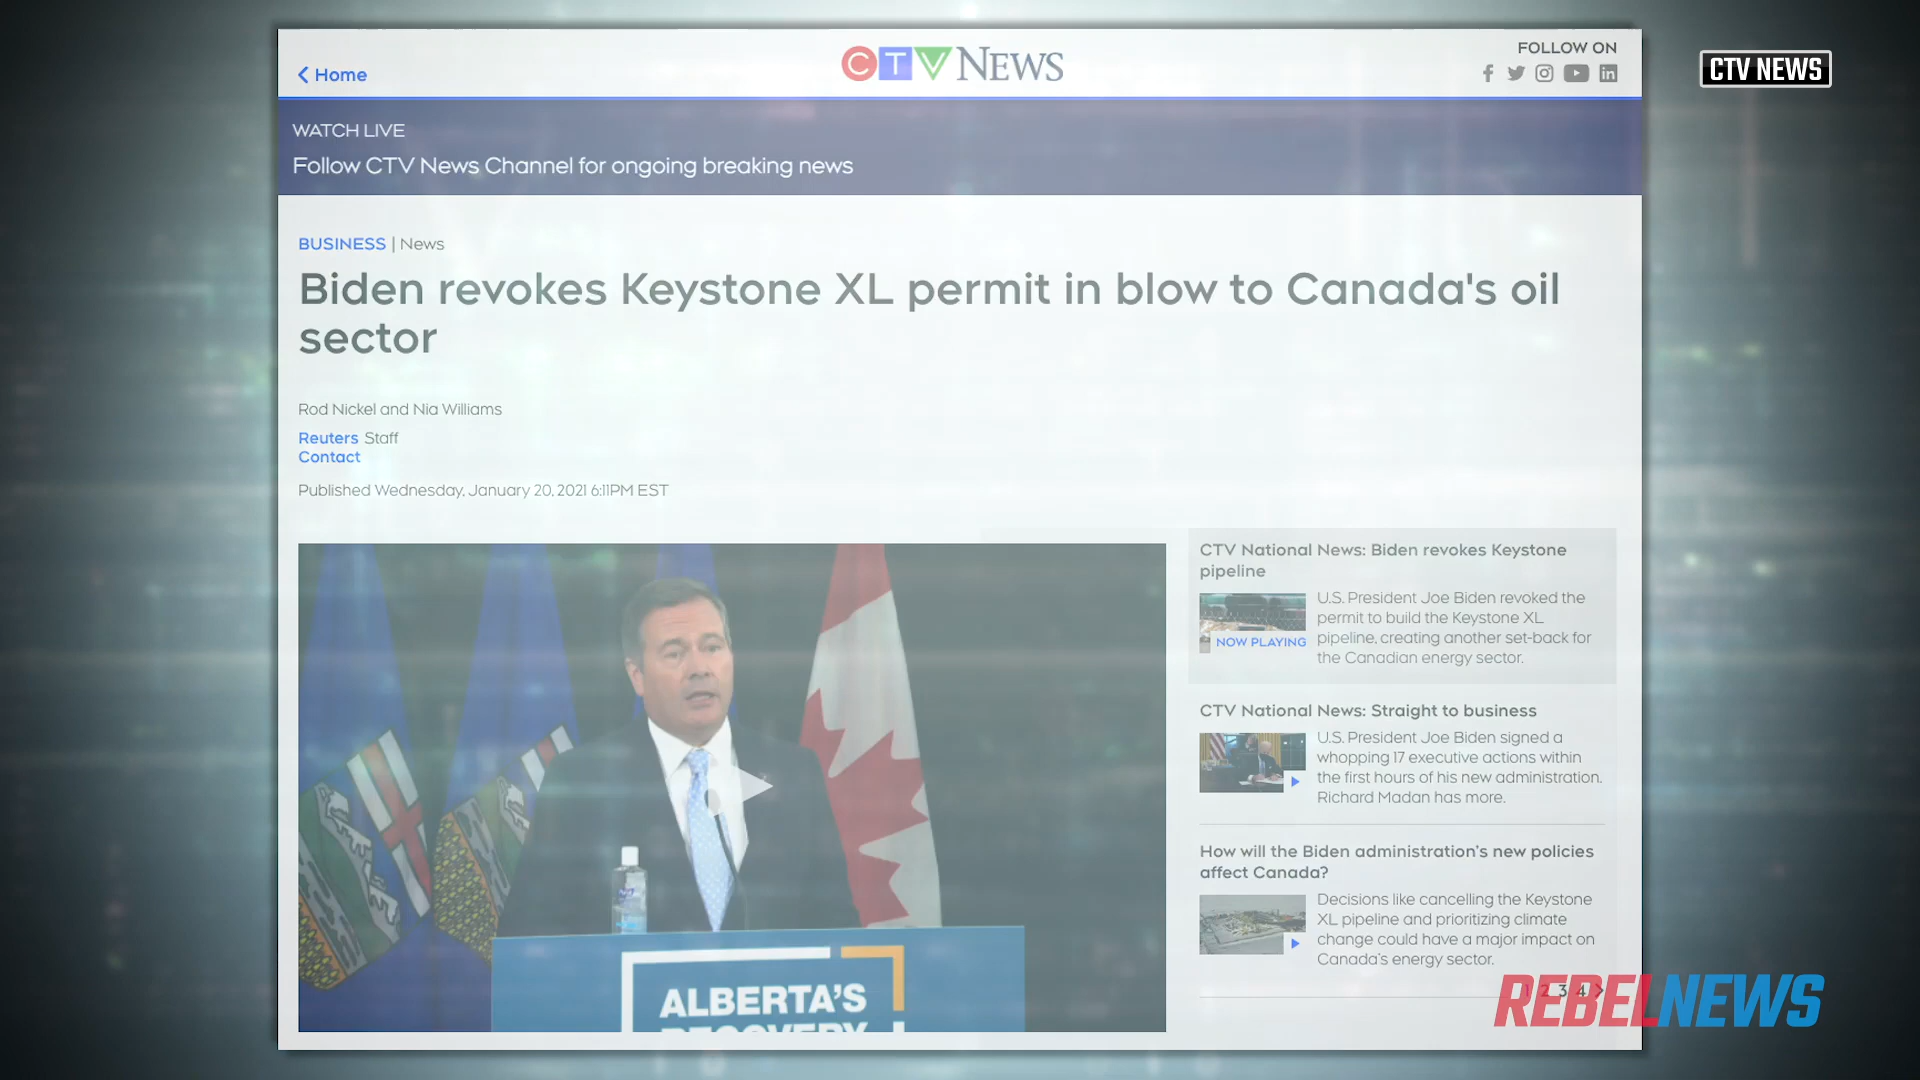 Home
CTV NEWS
FOLLOW ON
CTV NEWS
WATCH LIVE
Follow CTV News Channel for ongoing breaking news
BUSINESS | News
Biden revokes Keystone XL permit in blow to Canada's oil
sector
Rod Nickel and Nia Williams
Reuters Staff
Contact
Published Wednesday, January 20, 2021 6:11PM EST
ALBERTA'S
RECOVERY
CTV National News: Biden revokes Keystone
pipeline
NOW PLAYING
U.S. President Joe Biden revoked the
permit to build the Keystone XL
pipeline, creating another set-back for
the Canadian energy sector.
CTV National News: Straight to business
U.S. President Joe Biden signed a
whopping 17 executive actions within
the first hours of his new administration.
Richard Madan has more.
How will the Biden administration's new policies
affect Canada?
Decisions like cancelling the Keystone
XL pipeline and prioritizing climate
change could have a major impact on
Canada's energy sector.
1 2 3 4
REBELNEWS